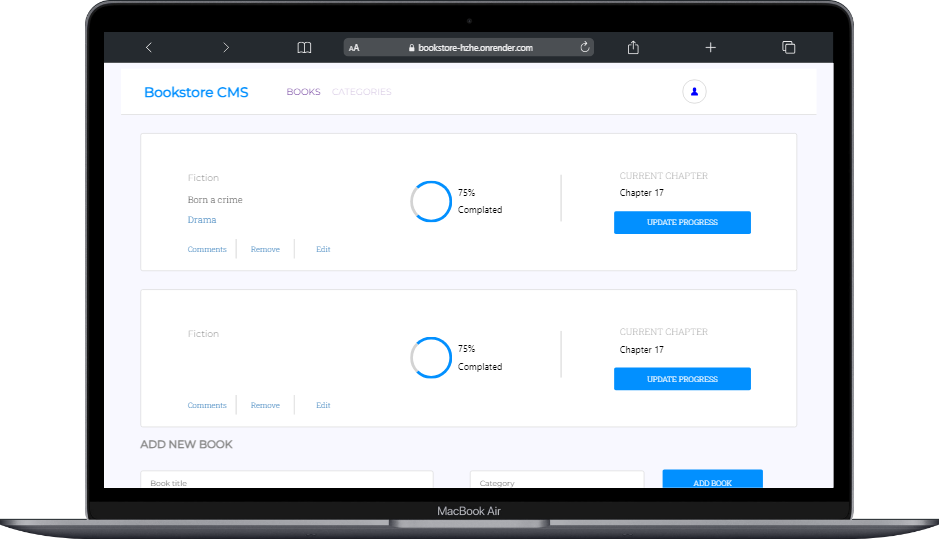 AA bookstore-hzhe.onrender.com
Bookstore CMS BOOKS CATEGORIES
Fiction
Born a crime
Drama
Comments Remove Edit
75%
Complated
CURRENT CHAPTER
Chapter 17
UPDATE PROGRESS
Fiction
Comments Remove Edit
75%
Complated
CURRENT CHAPTER
Chapter 17
UPDATE PROGRESS
ADD NEW BOOK
Book title Category ADD BOOK
MacBook Air